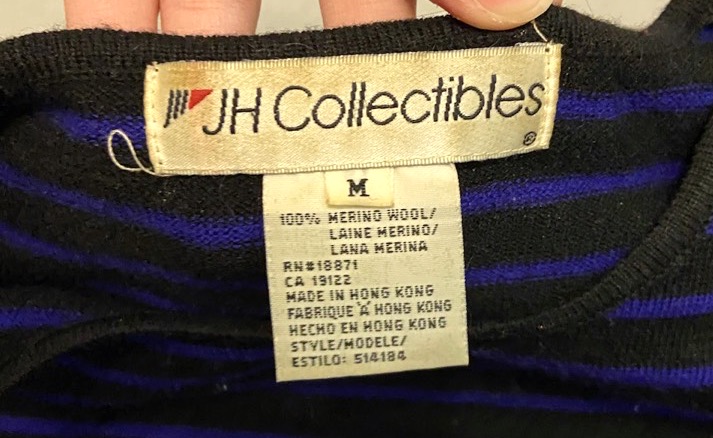 JH Collectibles
®
M
100% MERINO WOOL/
LAINE MERINO/
LANA MERINA
RN#18871
CA 19122
MADE IN HONG KONG
FABRIQUE À HONG KONG
HECHO EN HONG KONG
STYLE/MODELE/
ESTILO: 514184